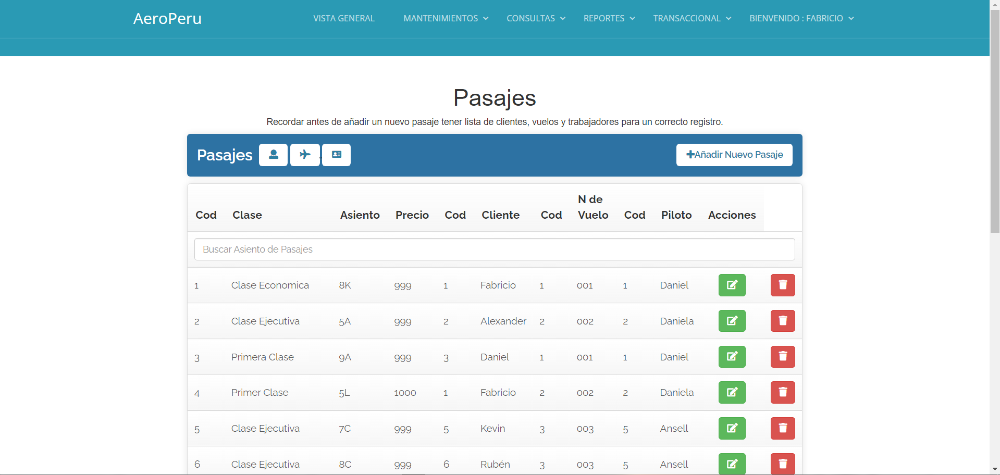 AeroPeru VISTA GENERAL MANTENIMIENTOS CONSULTAS REPORTES TRANSACCIONAL BIENVENIDO : FABRICIO
Pasajes
Recordar antes de añadir un nuevo pasaje tener lista de clientes, vuelos y trabajadores para un correcto registro.
Pasajes Añadir Nuevo Pasaje
Cod Clase Asiento Precio Cod Cliente Cod N de Vuelo Cod Piloto Acciones
Buscar Asiento de Pasajes
1 Clase Economica 8K 999 1 Fabricio 1 001 1 Daniel
2 Clase Ejecutiva 5A 999 2 Alexander 2 002 2 Daniela
3 Primera Clase 9A 999 3 Daniel 1 001 1 Daniel
4 Primer Clase 5L 1000 1 Fabricio 2 002 2 Daniela
5 Clase Ejecutiva 7C 999 5 Kevin 3 003 5 Ansell
6 Clase Ejecutiva 8C 999 6 Rubén 3 003 5 Ansell